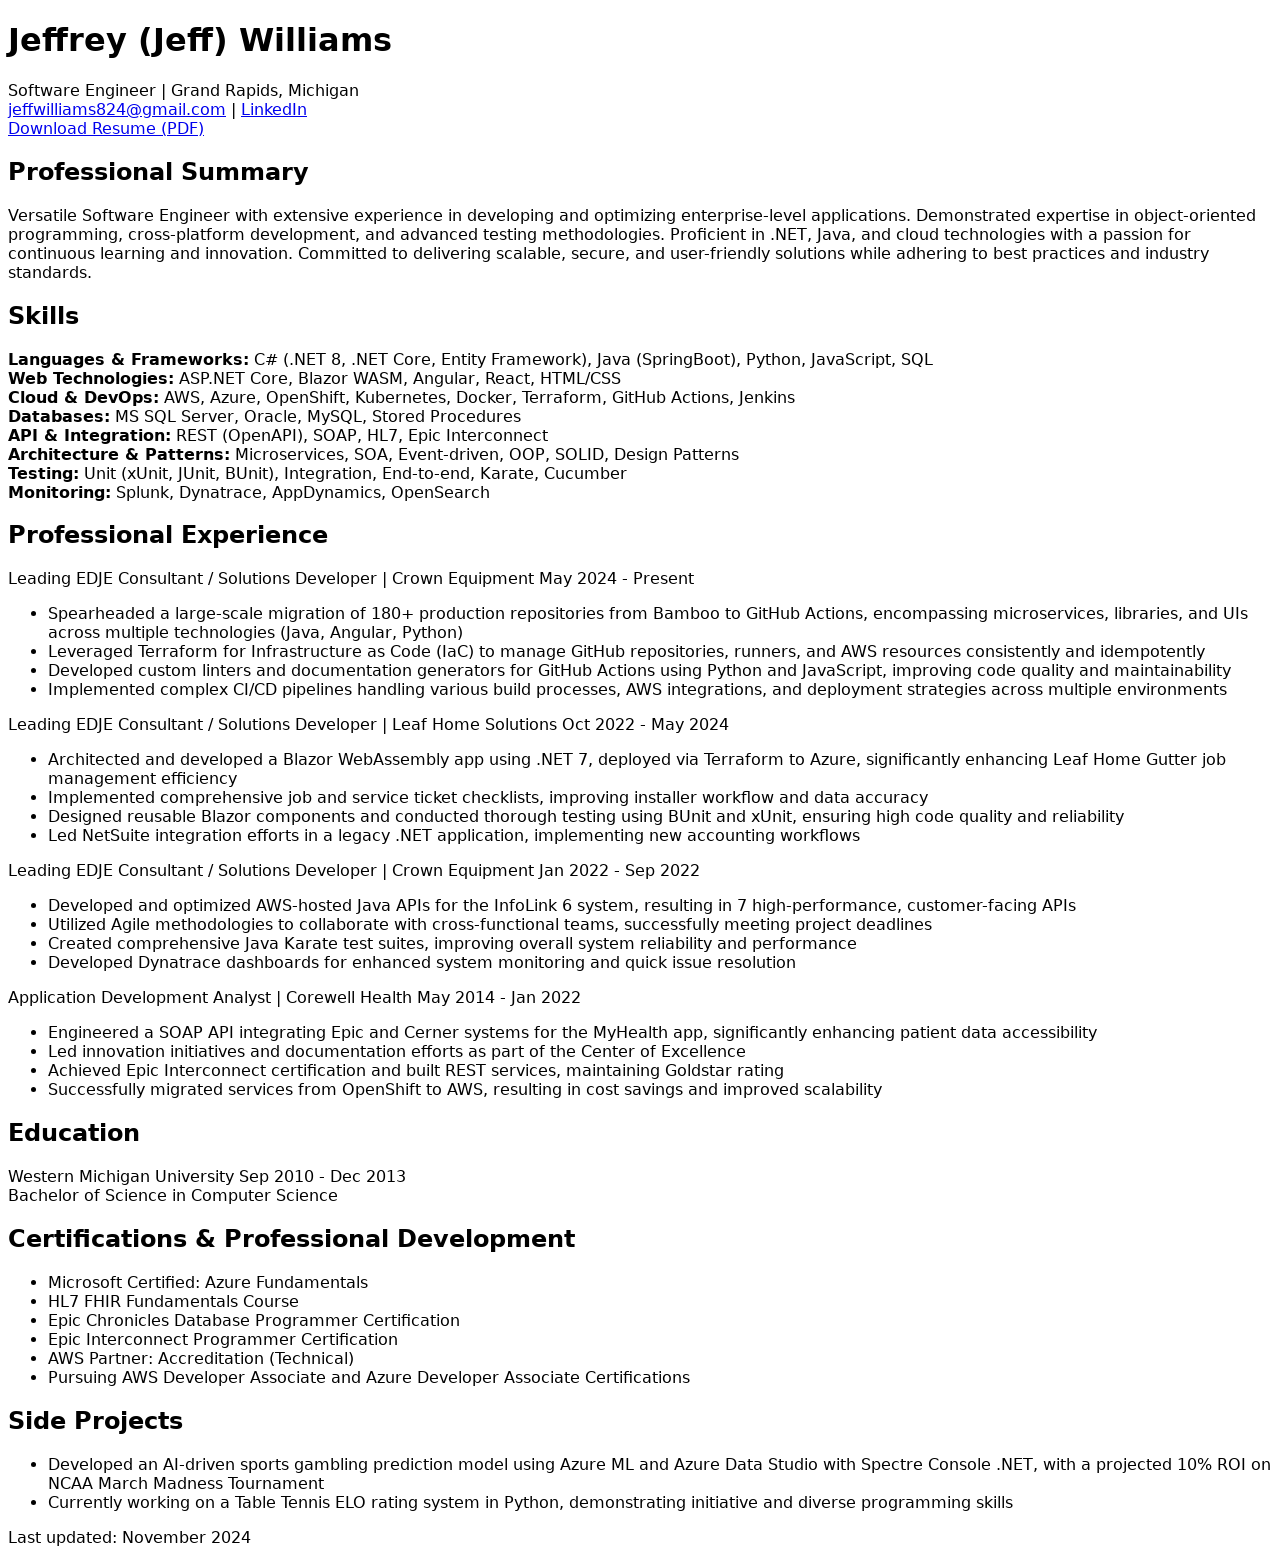 Jeffrey (Jeff) Williams
Software Engineer | Grand Rapids, Michigan
jeffwilliams824@gmail.com | LinkedIn
Download Resume (PDF)
Professional Summary
Versatile Software Engineer with extensive experience in developing and optimizing enterprise-level applications. Demonstrated expertise in object-oriented
programming, cross-platform development, and advanced testing methodologies. Proficient in .NET, Java, and cloud technologies with a passion for
continuous learning and innovation. Committed to delivering scalable, secure, and user-friendly solutions while adhering to best practices and industry
standards.
Skills
Languages & Frameworks: C# (.NET 8, .NET Core, Entity Framework), Java (SpringBoot), Python, JavaScript, SQL
Web Technologies: ASP.NET Core, Blazor WASM, Angular, React, HTML/CSS
Cloud & DevOps: AWS, Azure, OpenShift, Kubernetes, Docker, Terraform, GitHub Actions, Jenkins
Databases: MS SQL Server, Oracle, MySQL, Stored Procedures
API & Integration: REST (OpenAPI), SOAP, HL7, Epic Interconnect
Architecture & Patterns: Microservices, SOA, Event-driven, OOP, SOLID, Design Patterns
Testing: Unit (xUnit, JUnit, BUnit), Integration, End-to-end, Karate, Cucumber
Monitoring: Splunk, Dynatrace, AppDynamics, OpenSearch
Professional Experience
Leading EDJE Consultant / Solutions Developer | Crown Equipment May 2024 - Present
• Spearheaded a large-scale migration of 180+ production repositories from Bamboo to GitHub Actions, encompassing microservices, libraries, and UIs
across multiple technologies (Java, Angular, Python)
• Leveraged Terraform for Infrastructure as Code (IaC) to manage GitHub repositories, runners, and AWS resources consistently and idempotently
• Developed custom linters and documentation generators for GitHub Actions using Python and JavaScript, improving code quality and maintainability
• Implemented complex CI/CD pipelines handling various build processes, AWS integrations, and deployment strategies across multiple environments
Leading EDJE Consultant / Solutions Developer | Leaf Home Solutions Oct 2022 - May 2024
• Architected and developed a Blazor WebAssembly app using .NET 7, deployed via Terraform to Azure, significantly enhancing Leaf Home Gutter job
management efficiency
• Implemented comprehensive job and service ticket checklists, improving installer workflow and data accuracy
• Designed reusable Blazor components and conducted thorough testing using BUnit and xUnit, ensuring high code quality and reliability
• Led NetSuite integration efforts in a legacy .NET application, implementing new accounting workflows
Leading EDJE Consultant / Solutions Developer | Crown Equipment Jan 2022 - Sep 2022
• Developed and optimized AWS-hosted Java APIs for the InfoLink 6 system, resulting in 7 high-performance, customer-facing APIs
• Utilized Agile methodologies to collaborate with cross-functional teams, successfully meeting project deadlines
• Created comprehensive Java Karate test suites, improving overall system reliability and performance
• Developed Dynatrace dashboards for enhanced system monitoring and quick issue resolution
Application Development Analyst | Corewell Health May 2014 - Jan 2022
• Engineered a SOAP API integrating Epic and Cerner systems for the MyHealth app, significantly enhancing patient data accessibility
• Led innovation initiatives and documentation efforts as part of the Center of Excellence
• Achieved Epic Interconnect certification and built REST services, maintaining Goldstar rating
• Successfully migrated services from OpenShift to AWS, resulting in cost savings and improved scalability
Education
Western Michigan University Sep 2010 - Dec 2013
Bachelor of Science in Computer Science
Certifications & Professional Development
• Microsoft Certified: Azure Fundamentals
• HL7 FHIR Fundamentals Course
• Epic Chronicles Database Programmer Certification
• Epic Interconnect Programmer Certification
• AWS Partner: Accreditation (Technical)
• Pursuing AWS Developer Associate and Azure Developer Associate Certifications
Side Projects
• Developed an AI-driven sports gambling prediction model using Azure ML and Azure Data Studio with Spectre Console .NET, with a projected 10% ROI on
NCAA March Madness Tournament
• Currently working on a Table Tennis ELO rating system in Python, demonstrating initiative and diverse programming skills
Last updated: November 2024